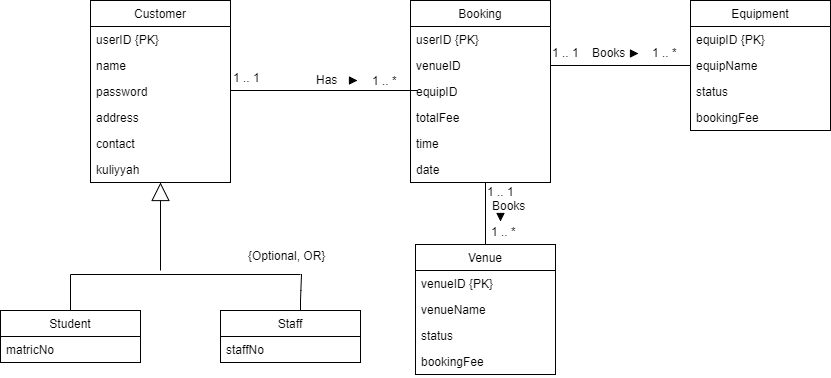 Customer
userID {PK}
name
password
address
contact
kuliyyah
1 .. 1
Has
1 .. *
Booking
userID {PK}
venueID
equipID
totalFee
time
date
1 .. 1
Books
1 .. *
Equipment
equipID {PK}
equipName
status
bookingFee
1 .. 1
Books
1 .. *
Venue
venueID {PK}
venueName
status
bookingFee
{Optional, OR}
Student
matricNo
Staff
staffNo